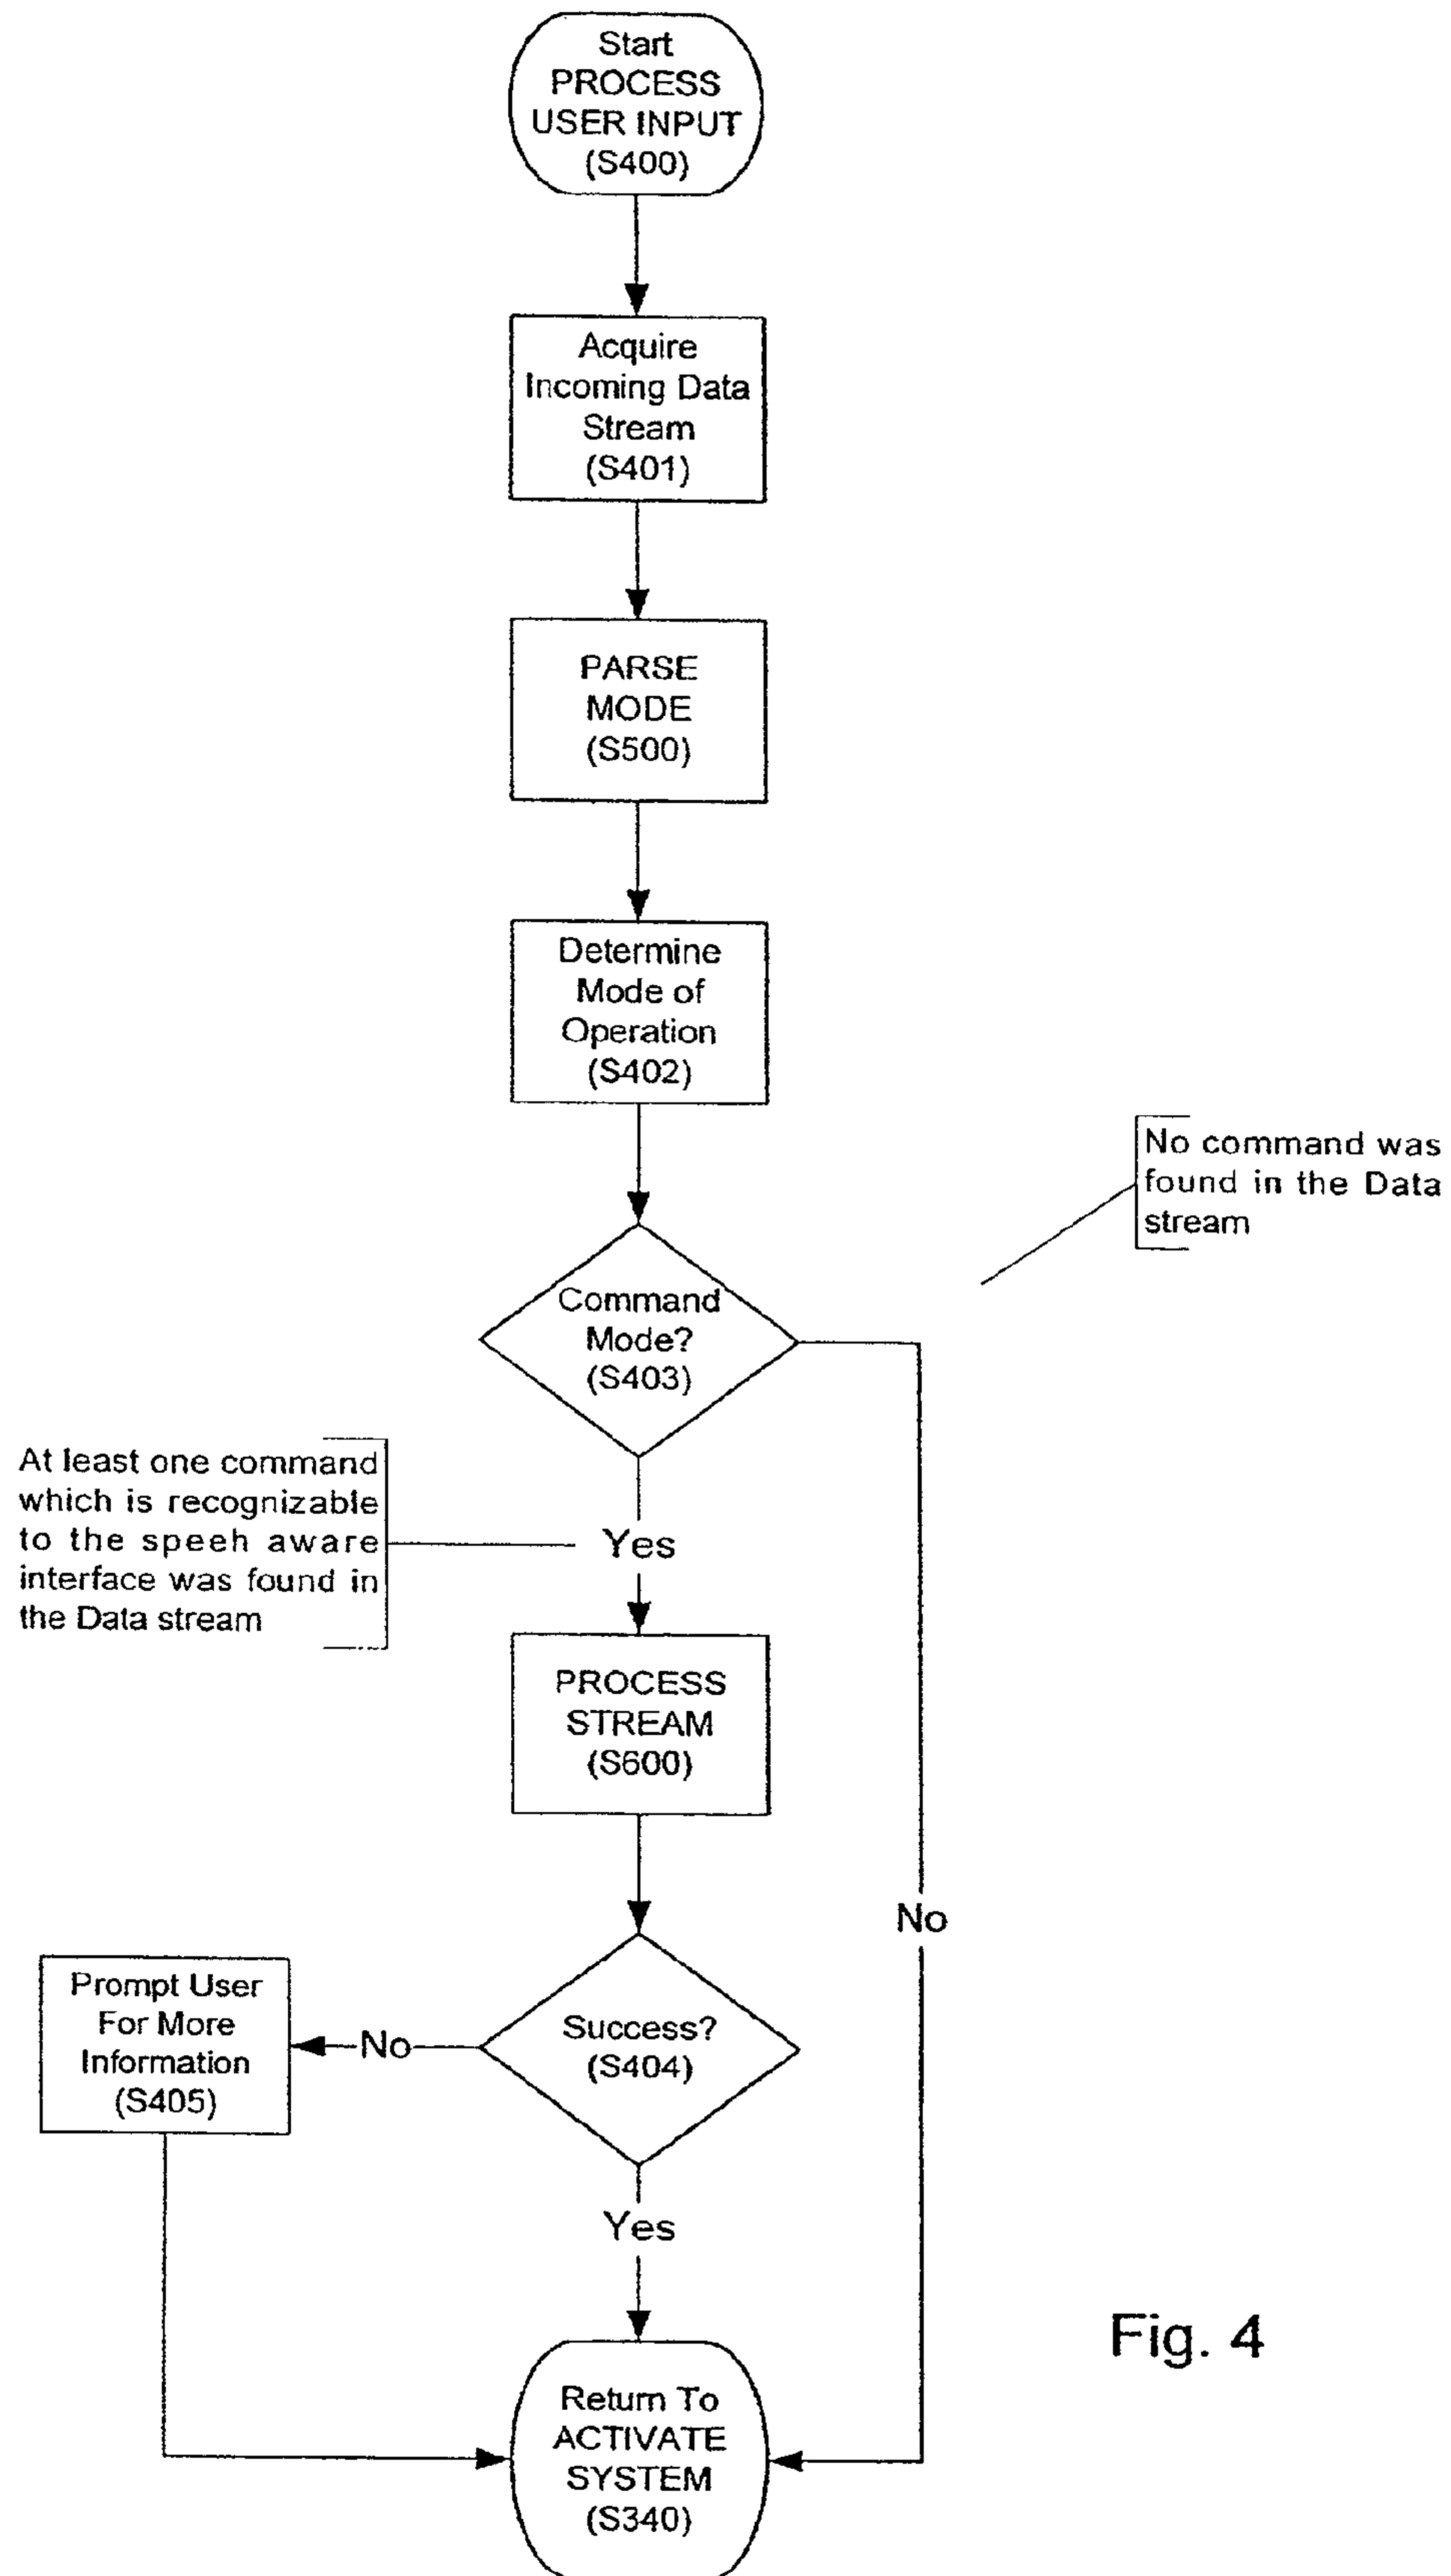 Start
PROCESS
USER INPUT
(S400)
Acquire
Incoming Data
Stream
(S401)
PARSE
MODE
(S500)
Determine
Mode of
Operation
(S402)
No command was
found in the Data
stream
Command
Mode?
(S403)
At least one command
which is recognizable
to the speeh aware
interface was found in
the Data stream
Yes
PROCESS
STREAM
(S600)
No
Prompt User
For More
Information
(S405)
No
Success?
(S404)
Yes
Fig. 4
Return To
ACTIVATE
SYSTEM
(S340)